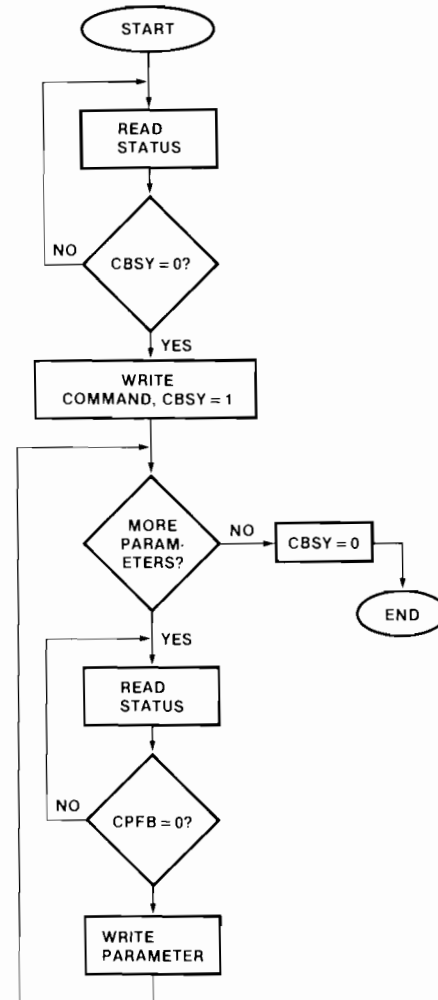 START
READ
STATUS
NO
CBSY = 0?
YES
WRITE
COMMAND, CBSY = 1
MORE
PARAM-
ETERS?
NO
CBSY = 0
END
YES
READ
STATUS
NO
CPFB = 0?
WRITE
PARAMETER